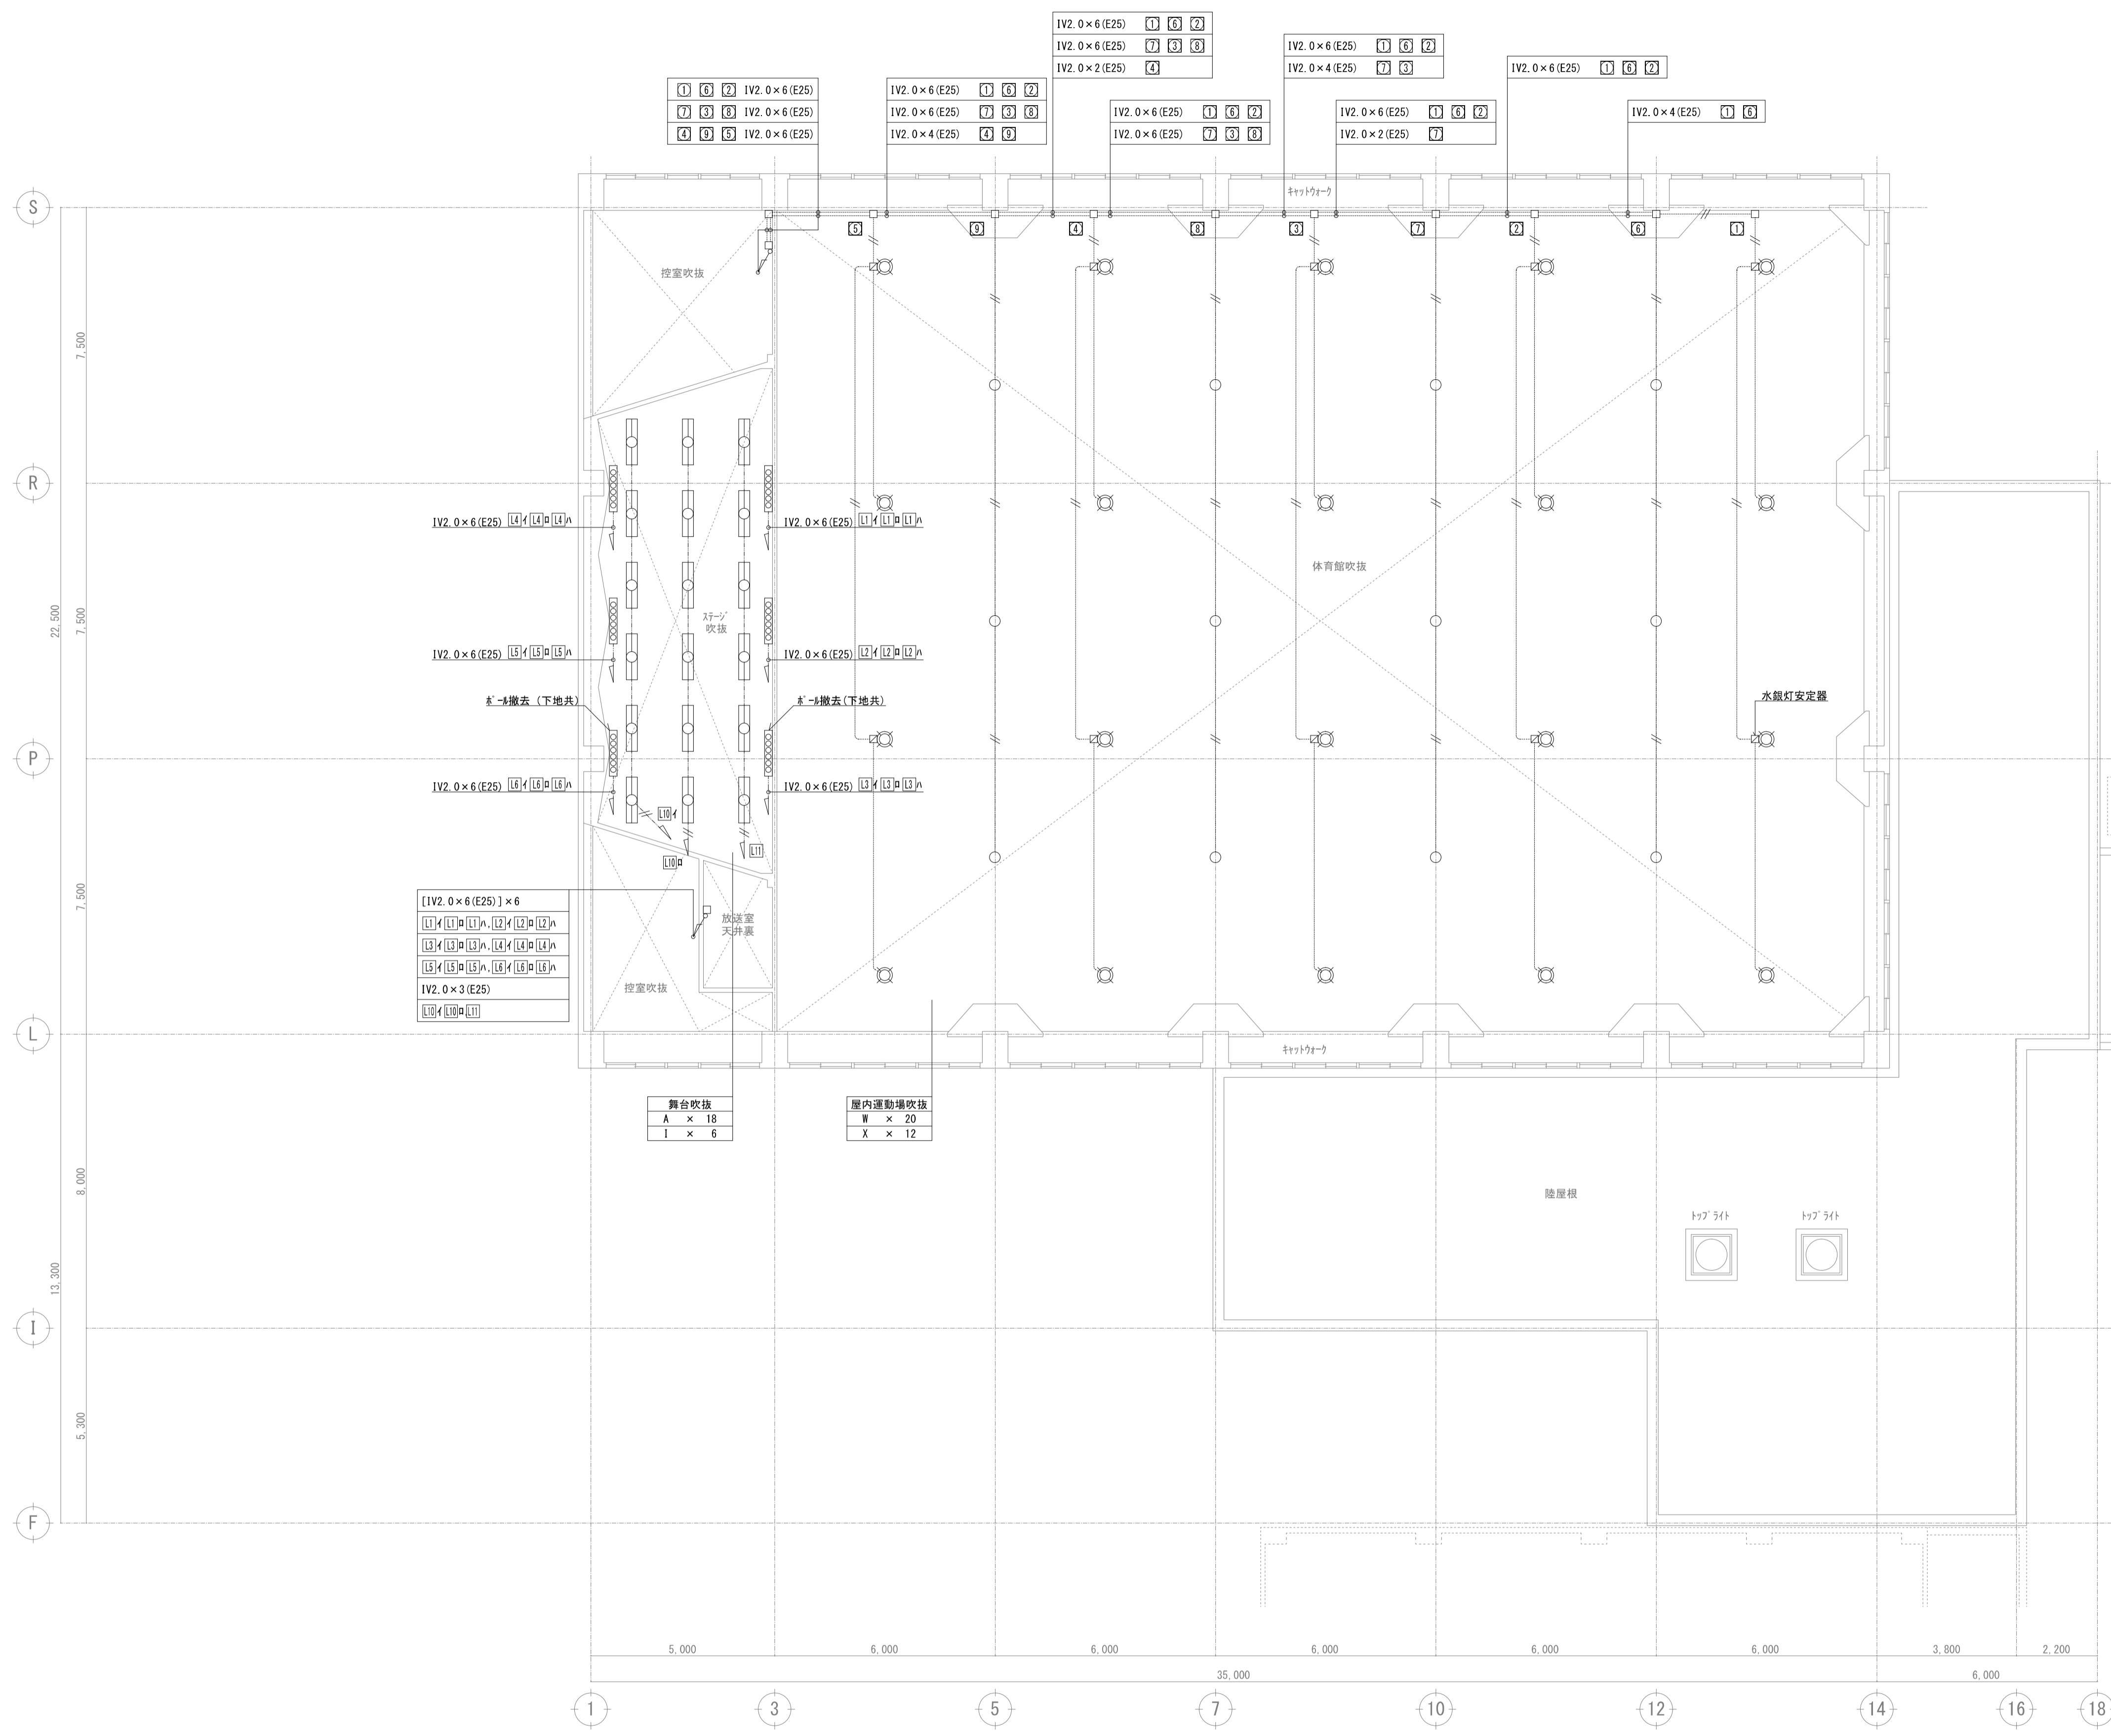 IV2.0×6(E25) 1 6 2
IV2.0×6(E25) 7 3 8
IV2.0×2(E25) 4
IV2.0×6(E25) 1 6 2
IV2.0×4(E25) 7 3
IV2.0×6(E25) 1 6 2
1 6 2 IV2.0×6(E25)
7 3 8 IV2.0×6(E25)
4 9 5 IV2.0×6(E25)
IV2.0×6(E25) 1 6 2
IV2.0×6(E25) 7 3 8
IV2.0×4(E25) 4 9
IV2.0×6(E25) 1 6 2
IV2.0×6(E25) 7 3 8
IV2.0×6(E25) 1 6 2
IV2.0×2(E25) 7
IV2.0×4(E25) 1 6
キャットウォーク
S
5 9 4 8 3 7 2 6 1
控室吹抜
7,500
R
IV2.0×6(E25) L4イ L4ロ L4ハ
IV2.0×6(E25) L1イ L1ロ L1ハ
体育館吹抜
ステージ
吹抜
22,500
7,500
IV2.0×6(E25) L5イ L5ロ L5ハ
IV2.0×6(E25) L2イ L2ロ L2ハ
ボール撤去（下地共）
ボール撤去(下地共)
水銀灯安定器
P
IV2.0×6(E25) L6イ L6ロ L6ハ
IV2.0×6(E25) L3イ L3ロ L3ハ
L10イ
L11
L10ロ
7,500
[IV2.0×6(E25)]×6
L1イ L1ロ L1ハ,L2イ L2ロ L2ハ
L3イ L3ロ L3ハ,L4イ L4ロ L4ハ
L5イ L5ロ L5ハ,L6イ L6ロ L6ハ
IV2.0×3(E25)
L10イ L10ロ L11
放送室
天井裏
控室吹抜
L
キャットウォーク
舞台吹抜
A × 18
I × 6
屋内運動場吹抜
W × 20
X × 12
8,000
陸屋根
トップライト
トップライト
13,300
I
5,300
F
5,000 6,000 6,000 6,000 6,000 6,000 3,800 2,200
35,000 6,000
1 3 5 7 10 12 14 16 18